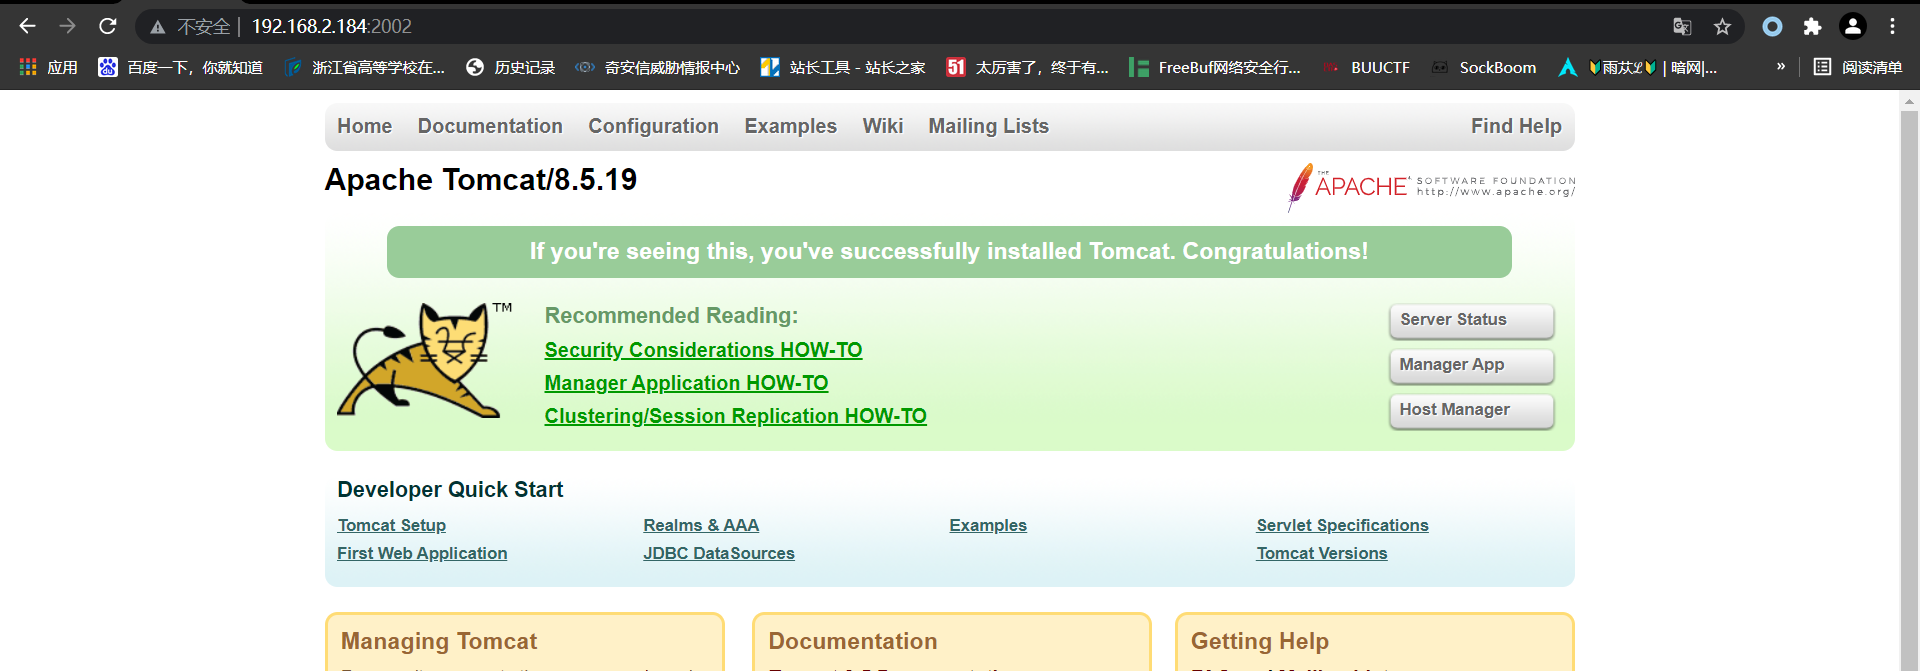 不安全 | 192.168.2.184:2002
应用 百度一下，你就知道 浙江省高等学校在... 历史记录 奇安信威胁情报中心 站长工具 - 站长之家 51 太厉害了，终于有... FreeBuf网络安全行... BUUCTF SockBoom 🔰雨苁ℒ🔰 | 暗网|... » 阅读清单
Home Documentation Configuration Examples Wiki Mailing Lists Find Help
Apache Tomcat/8.5.19
THE APACHE SOFTWARE FOUNDATION
http://www.apache.org/
If you're seeing this, you've successfully installed Tomcat. Congratulations!
TM
Recommended Reading:
Security Considerations HOW-TO
Manager Application HOW-TO
Clustering/Session Replication HOW-TO
Server Status
Manager App
Host Manager
Developer Quick Start
Tomcat Setup Realms & AAA Examples Servlet Specifications
First Web Application JDBC DataSources Tomcat Versions
Managing Tomcat Documentation Getting Help